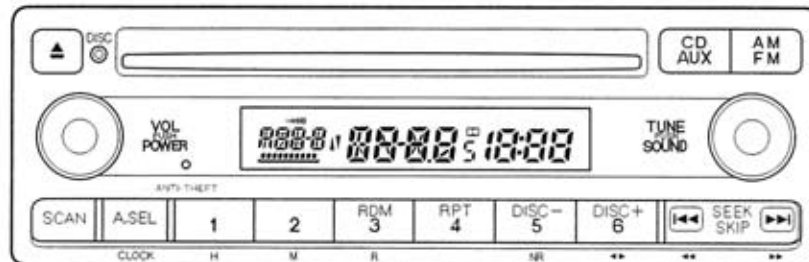 DISC
CD
AUX
AM
FM
VOL
PUSH
POWER
TUNE
PUSH
SOUND
ANTI-THEFT
SCAN
A.SEL
1
2
RDM
3
RPT
4
DISC-
5
DISC+
6
SEEK
SKIP
CLOCK
H
M
R
NR